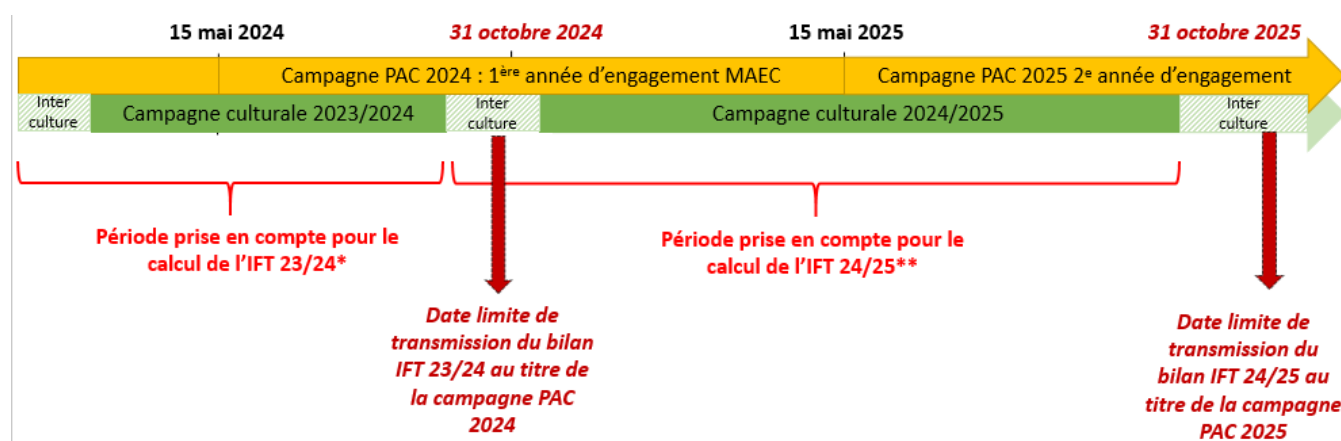 15 mai 2024
31 octobre 2024
15 mai 2025
31 octobre 2025
Campagne PAC 2024 : 1ère année d’engagement MAEC
Campagne PAC 2025 2e année d’engagement
Inter
culture
Campagne culturale 2023/2024
Inter
culture
Campagne culturale 2024/2025
Inter
culture
Période prise en compte pour le
calcul de l’IFT 23/24*
Période prise en compte pour le
calcul de l’IFT 24/25**
Date limite de
transmission du bilan
IFT 23/24 au titre de
la campagne PAC
2024
Date limite de
transmission du
bilan IFT 24/25 au
titre de la campagne
PAC 2025